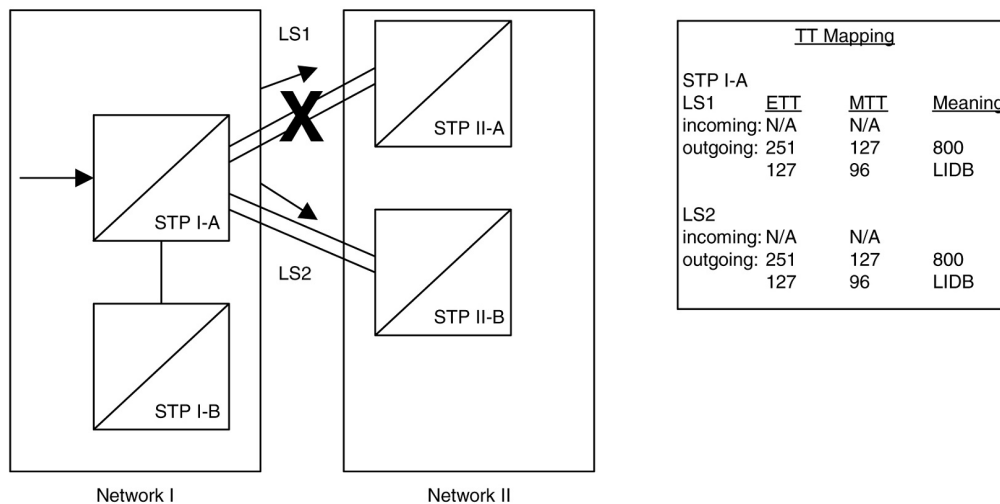 LS1
STP II-A
STP I-A
LS2
STP II-B
STP I-B
Network I
Network II
TT Mapping
STP I-A
LS1 ETT MTT Meaning
incoming: N/A N/A
outgoing: 251 127 800
127 96 LIDB
LS2
incoming: N/A N/A
outgoing: 251 127 800
127 96 LIDB
X